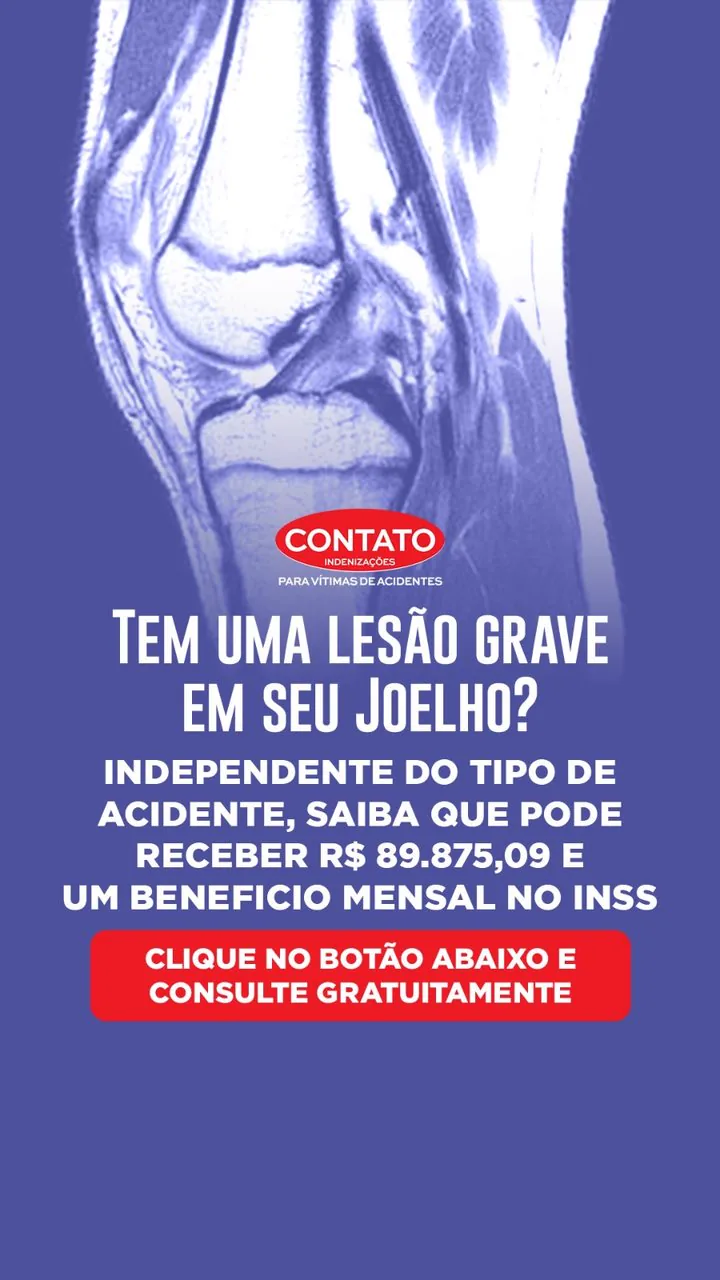 CONTATO
INDENIZAÇÕES
PARA VÍTIMAS DE ACIDENTES
TEM UMA LESÃO GRAVE
EM SEU JOELHO?
INDEPENDENTE DO TIPO DE
ACIDENTE, SAIBA QUE PODE
RECEBER R$ 89.875,09 E
UM BENEFICIO MENSAL NO INSS
CLIQUE NO BOTÃO ABAIXO E
CONSULTE GRATUITAMENTE